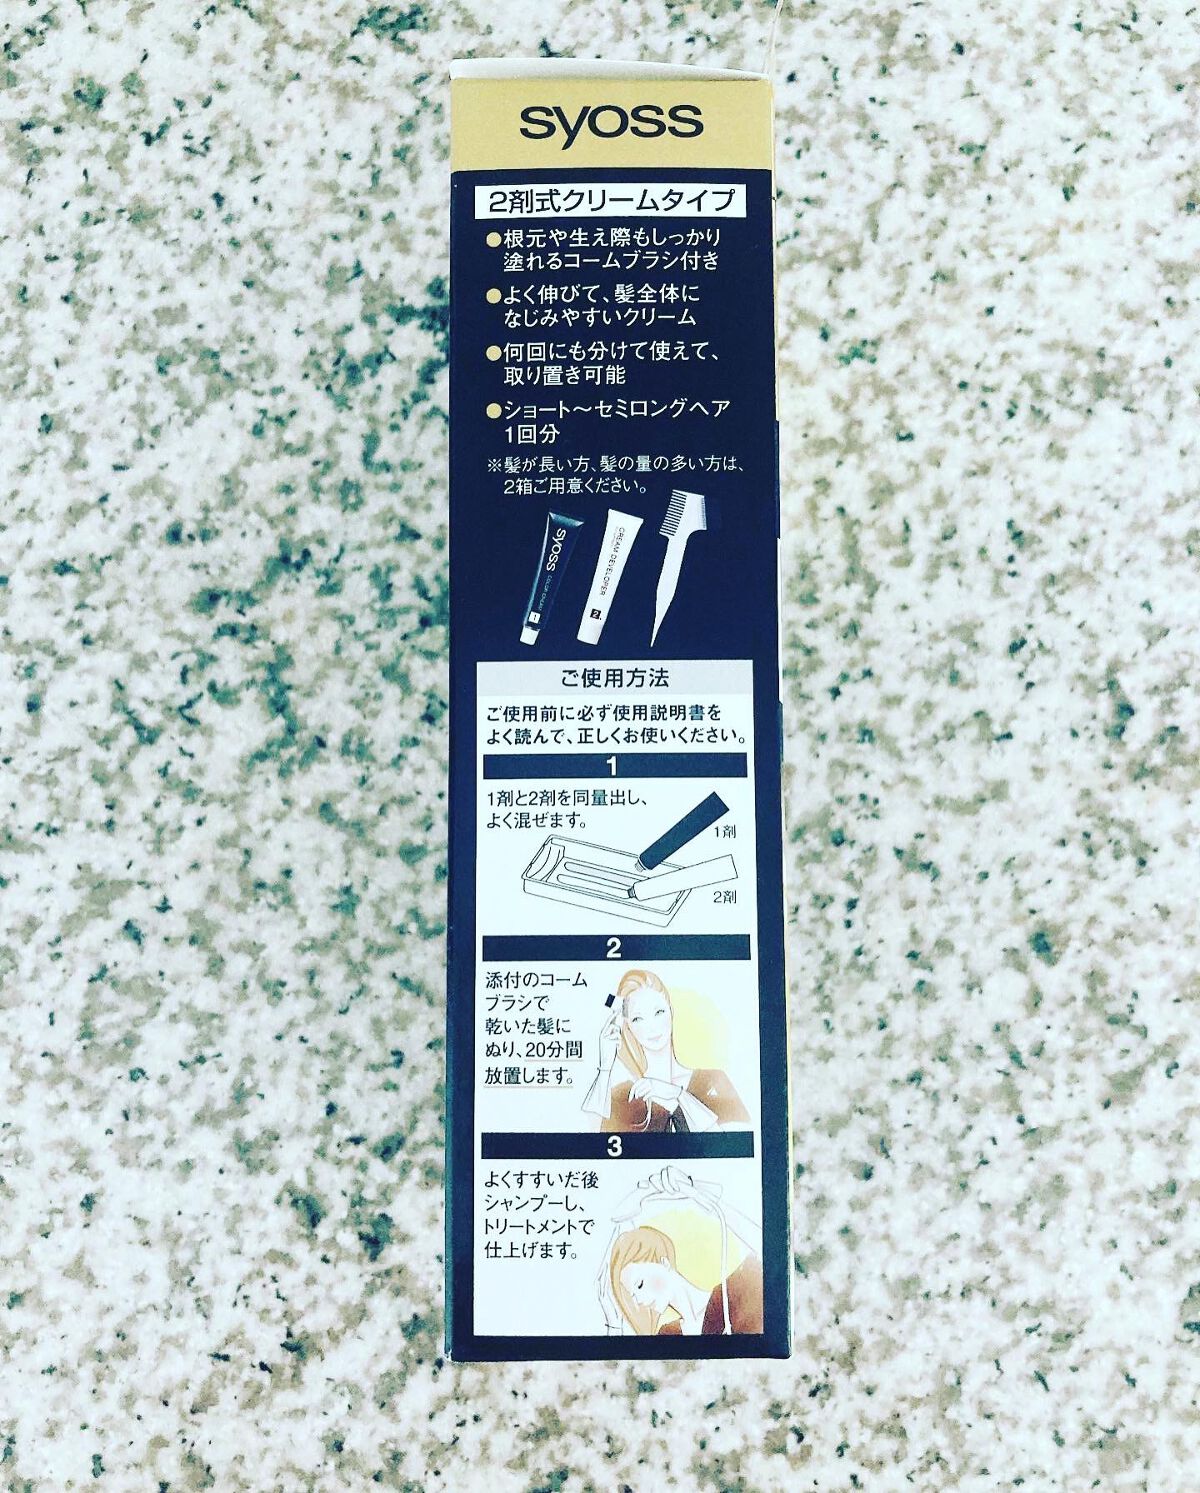 syoss
2剤式クリームタイプ
●根元や生え際もしっかり
塗れるコームブラシ付き
●よく伸びて、髪全体に
なじみやすいクリーム
●何回にも分けて使えて、
取り置き可能
●ショート〜セミロングヘア
1回分
※髪が長い方、髪の量の多い方は、
2箱ご用意ください。
syoss COLOR CREAM 1
CREAM DEVELOPER 2
ご使用方法
ご使用前に必ず使用説明書を
よく読んで、正しくお使いください。
1
1剤と2剤を同量出し、
よく混ぜます。
1剤
2剤
2
添付のコーム
ブラシで
乾いた髪に
ぬり、20分間
放置します。
3
よくすすいだ後
シャンプーし、
トリートメントで
仕上げます。